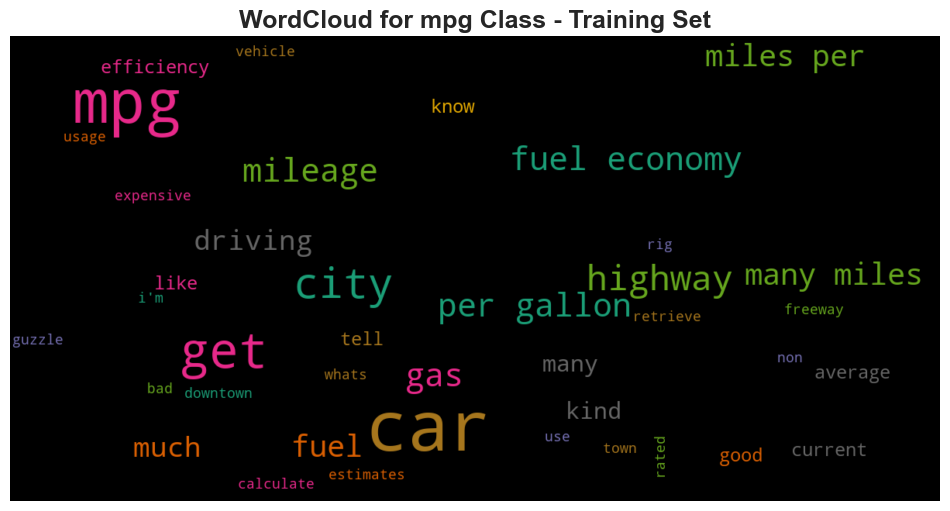 WordCloud for mpg Class - Training Set
vehicle
miles per
efficiency
mpg
know
usage
fuel economy
mileage
expensive
driving
rig
like
city
highway
many miles
i'm
per gallon
freeway
retrieve
guzzle
tell
get
non
many
average
whats
gas
bad
downtown
kind
car
use
much
fuel
town
rated
good
current
estimates
calculate